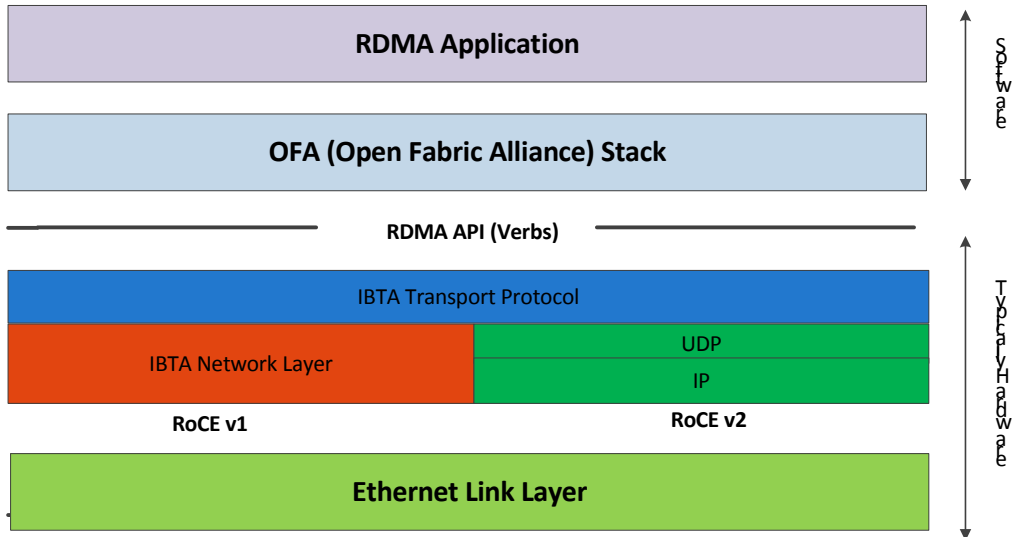 RDMA Application
Software
OFA (Open Fabric Alliance) Stack
RDMA API (Verbs)
IBTA Transport Protocol
IBTA Network Layer
UDP
IP
RoCE v1
RoCE v2
Typically Hardware
Ethernet Link Layer